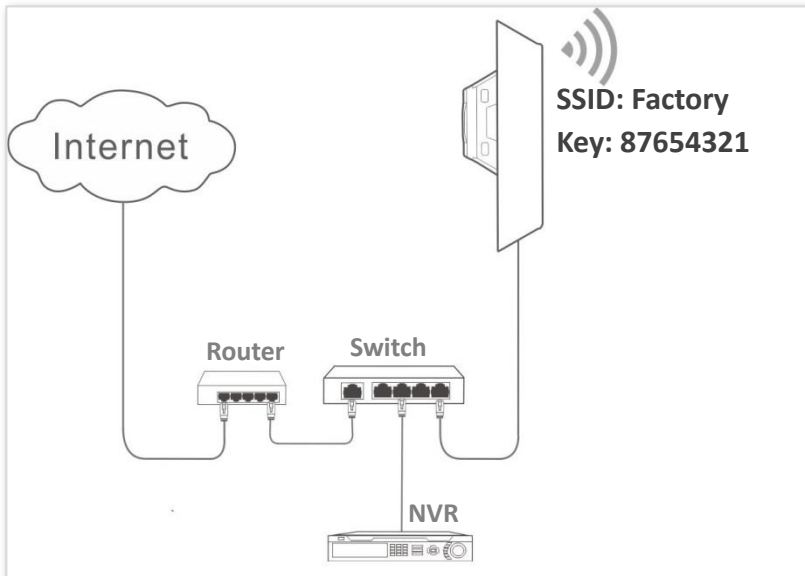 Internet
SSID: Factory
Key: 87654321
Router
Switch
NVR